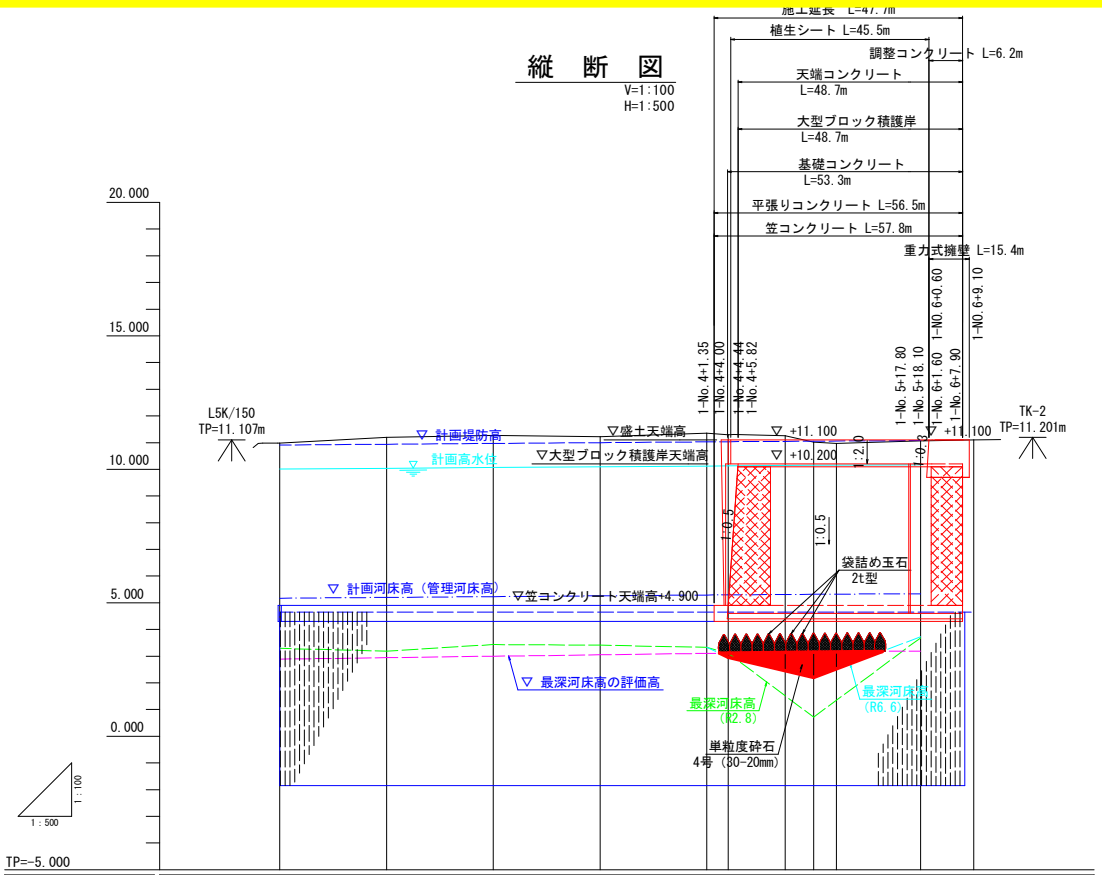 施工延長 L=47.7m
植生シート L=45.5m
調整コンクリート L=6.2m
縦 断 図
V=1:100
H=1:500
天端コンクリート
L=48.7m
大型ブロック積護岸
L=48.7m
基礎コンクリート
L=53.3m
平張りコンクリート L=56.5m
笠コンクリート L=57.8m
重力式擁壁 L=15.4m
20.000
15.000
10.000
5.000
0.000
TP=-5.000
1-No.4+1.35
1-No.4+4.00
1-No.4+4.44
1-No.4+5.82
1-No.5+17.80
1-No.5+18.10
1-No.6+1.60
1-NO.6+0.60
1-No.6+7.90
1-NO.6+9.10
L5K/150
TP=11.107m
TK-2
TP=11.201m
▽ 計画堤防高
▽盛土天端高
▽ +11.100
▽ +11.100
▽ 計画高水位
▽大型ブロック積護岸天端高
▽ +10.200
1:2.0
1:0.3
1:0.5
1:0.5
袋詰め玉石
2t型
▽ 計画河床高（管理河床高）
▽笠コンクリート天端高+4.900
▽ 最深河床高の評価高
最深河床高
(R2.8)
最深河床高
(R6.6)
単粒度砕石
4号 (30-20mm)
1:100
1:500